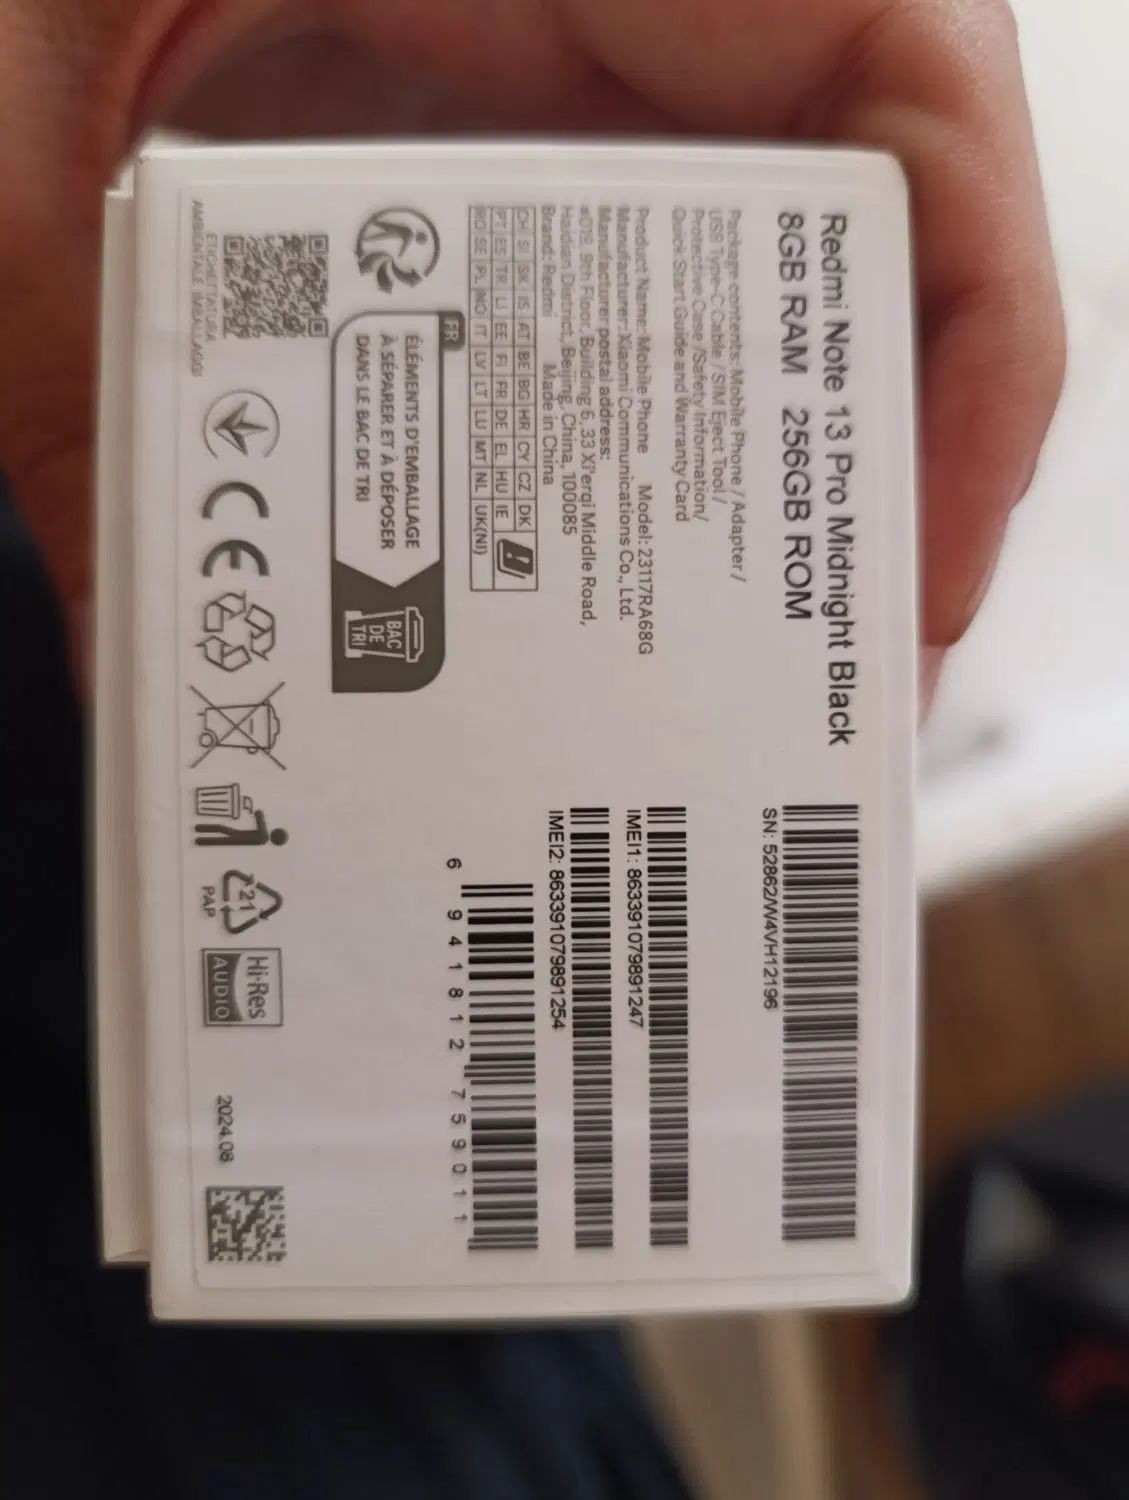 Redmi Note 13 Pro Midnight Black
8GB RAM 256GB ROM
Package contents: Mobile Phone / Adapter /
USB Type-C Cable / SIM Eject Tool /
Protective Case /Safety Information/
Quick Start Guide and Warranty Card
Product Name:Mobile Phone Model: 23117RA68G
Manufacturer:Xiaomi Communications Co., Ltd.
Manufacturer postal address:
#019, 9th Floor, Building 6, 33 Xi'erqi Middle Road,
Haidian District, Beijing, China, 100085
Brand: Redmi Made in China
CH SI SK IS AT BE BG HR CY CZ DK
PT ES TR LI EE FI FR DE EL HU IE
RO SE PL NO IT LV LT LU MT NL UK(NI)
FR
ÉLÉMENTS D'EMBALLAGE
À SÉPARER ET À DÉPOSER
DANS LE BAC DE TRI
BAC
DE
TRI
ETICHETTATURA
AMBIENTALE IMBALLAGGI
CE
21
PAP
Hi-Res
AUDIO
SN: 52862/W4VH12196
IMEI1: 863391079891247
IMEI2: 863391079891254
6 941812 759011
2024.08